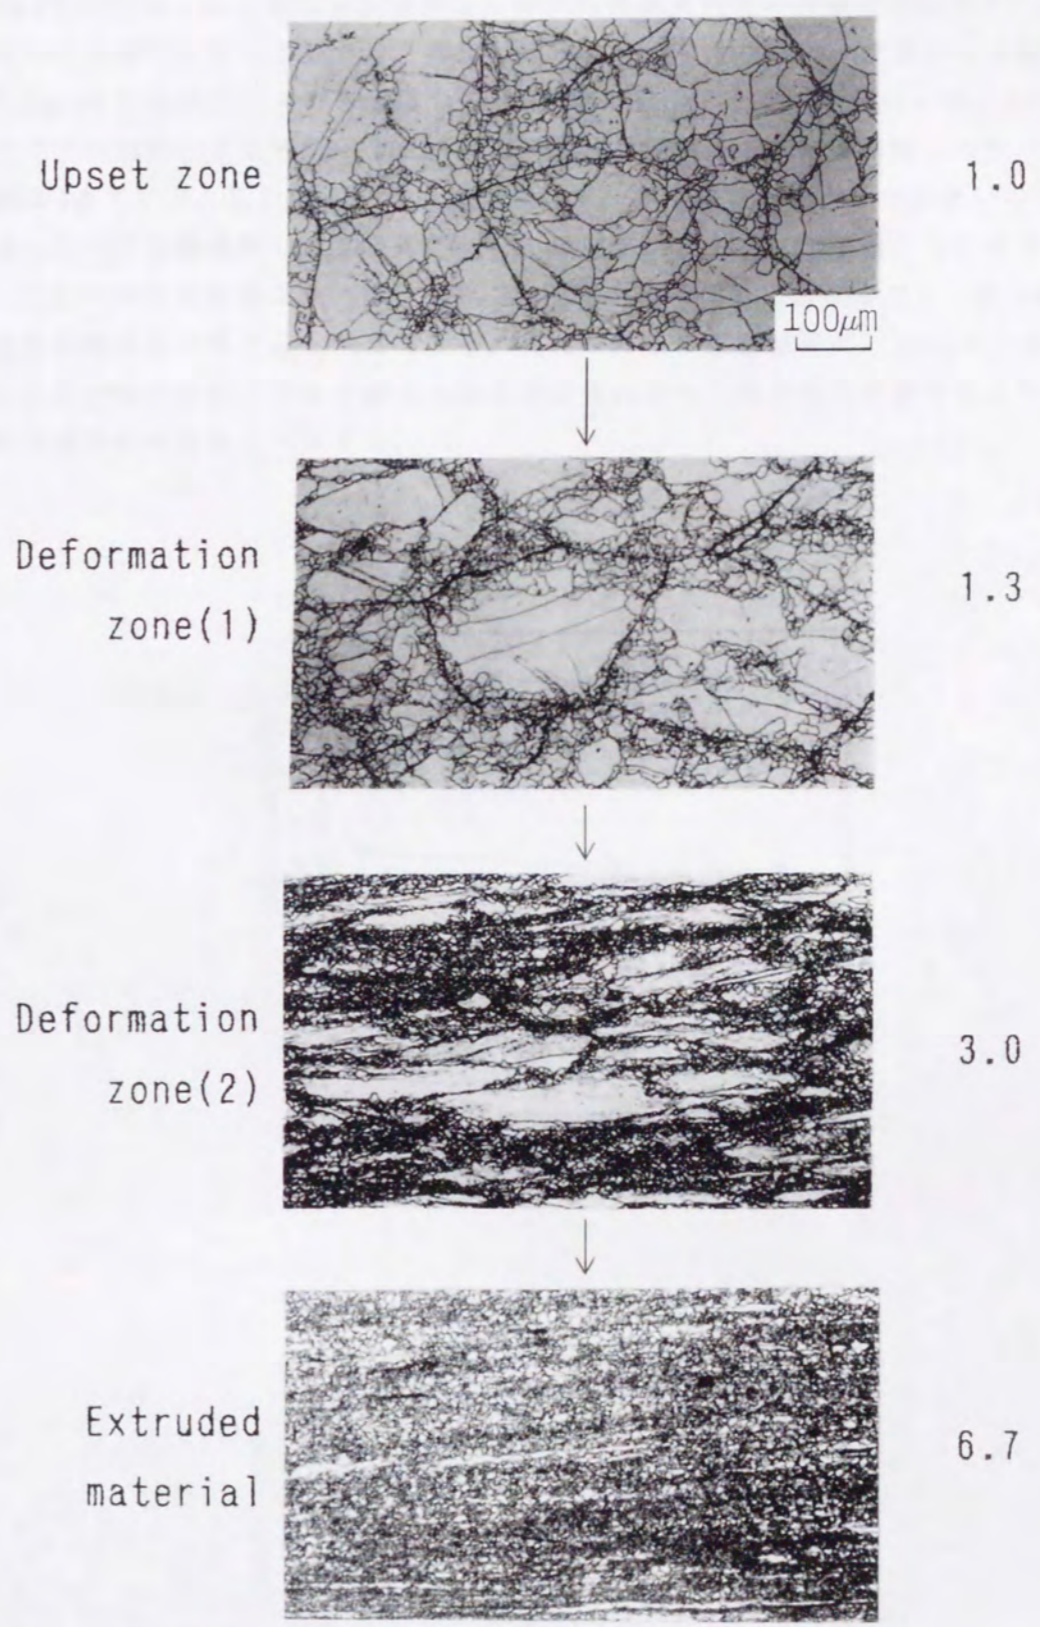 Upset zone
1.0
100μm
Deformation
zone(1)
1.3
Deformation
zone(2)
3.0
Extruded
material
6.7